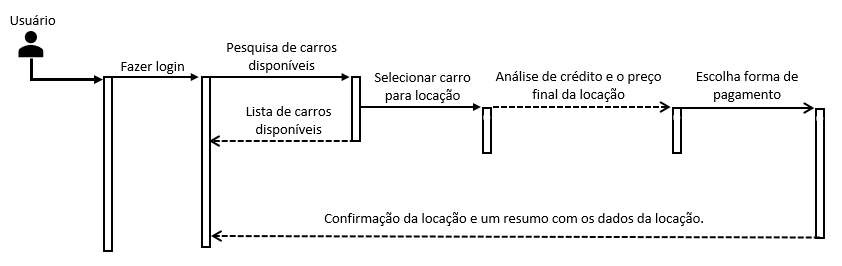 Usuário
Fazer login
Pesquisa de carros
disponíveis
Lista de carros
disponíveis
Selecionar carro
para locação
Análise de crédito e o preço
final da locação
Escolha forma de
pagamento
Confirmação da locação e um resumo com os dados da locação.